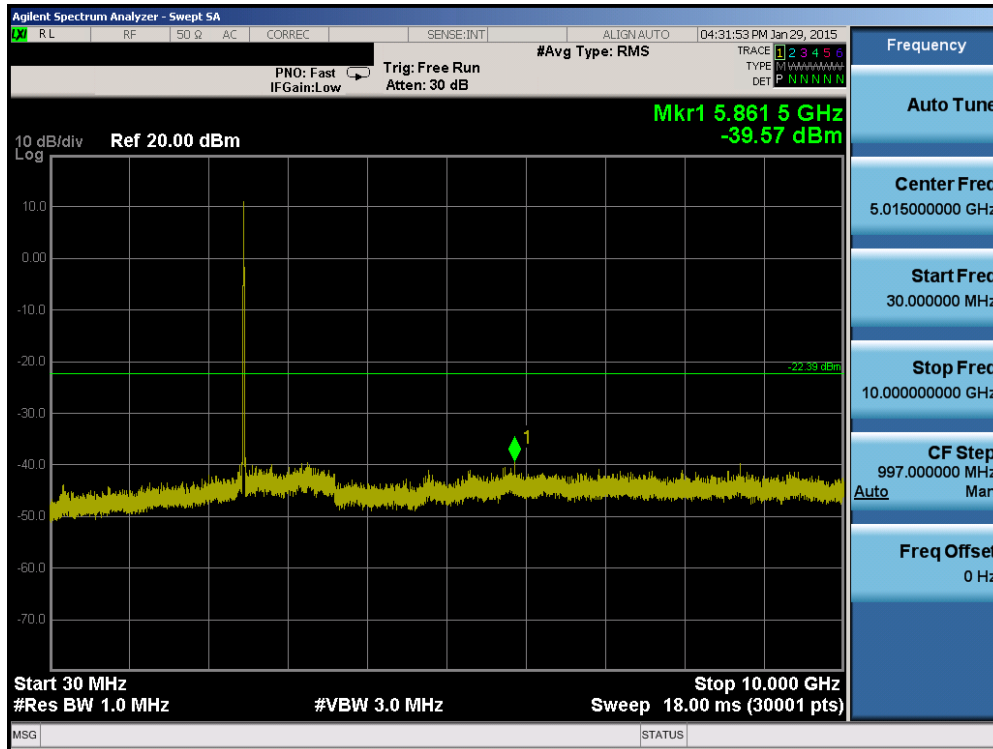 Agilent Spectrum Analyzer - Swept SA
LXI RL RF 50 Ω AC CORREC SENSE:INT ALIGN AUTO 04:31:53 PM Jan 29, 2015
#Avg Type: RMS TRACE 1 2 3 4 5 6
PNO: Fast Trig: Free Run TYPE MWWWWW
IFGain:Low Atten: 30 dB DET P N N N N N
Mkr1 5.861 5 GHz
-39.57 dBm
10 dB/div Ref 20.00 dBm
Log
10.0
0.00
-10.0
-20.0
-22.39 dBm
-30.0
1
-40.0
-50.0
-60.0
-70.0
Start 30 MHz Stop 10.000 GHz
#Res BW 1.0 MHz #VBW 3.0 MHz Sweep 18.00 ms (30001 pts)
MSG STATUS
Frequency
Auto Tune
Center Freq
5.015000000 GHz
Start Freq
30.000000 MHz
Stop Freq
10.000000000 GHz
CF Step
997.000000 MHz
Auto Man
Freq Offset
0 Hz